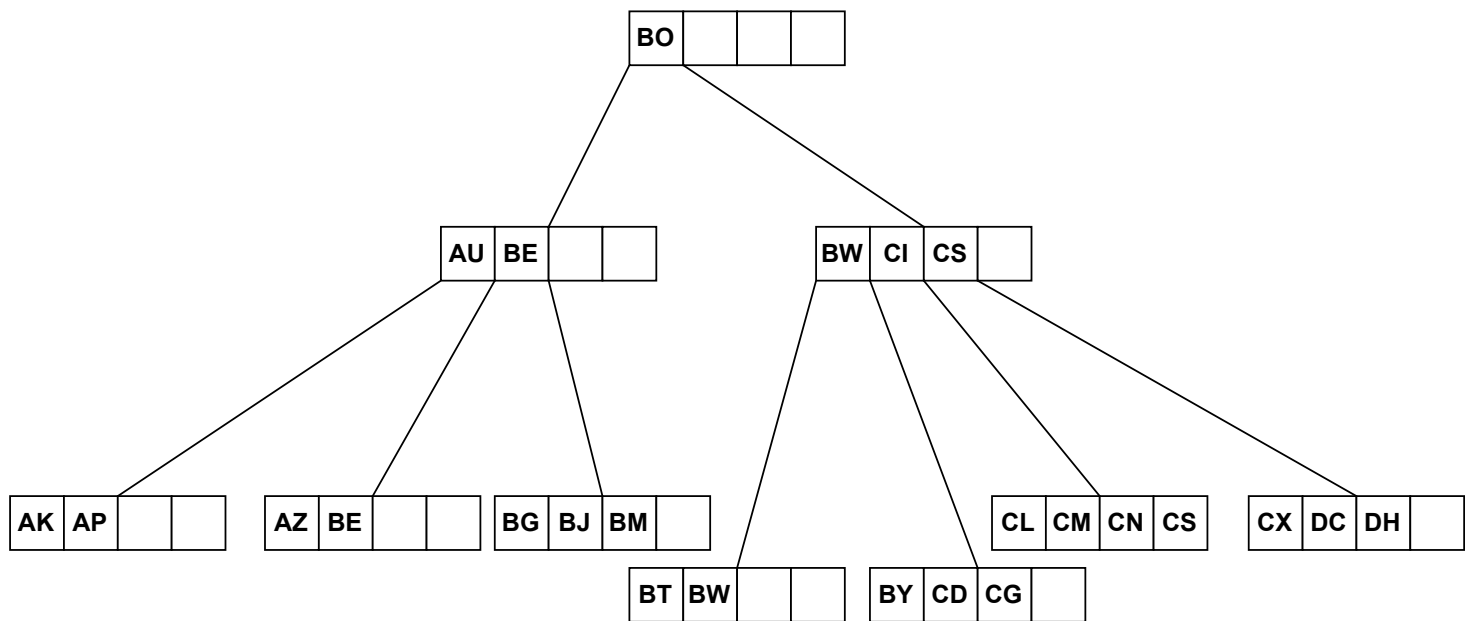 BO
AU BE
BW CI CS
AK AP
AZ BE
BG BJ BM
CL CM CN CS
CX DC DH
BT BW
BY CD CG